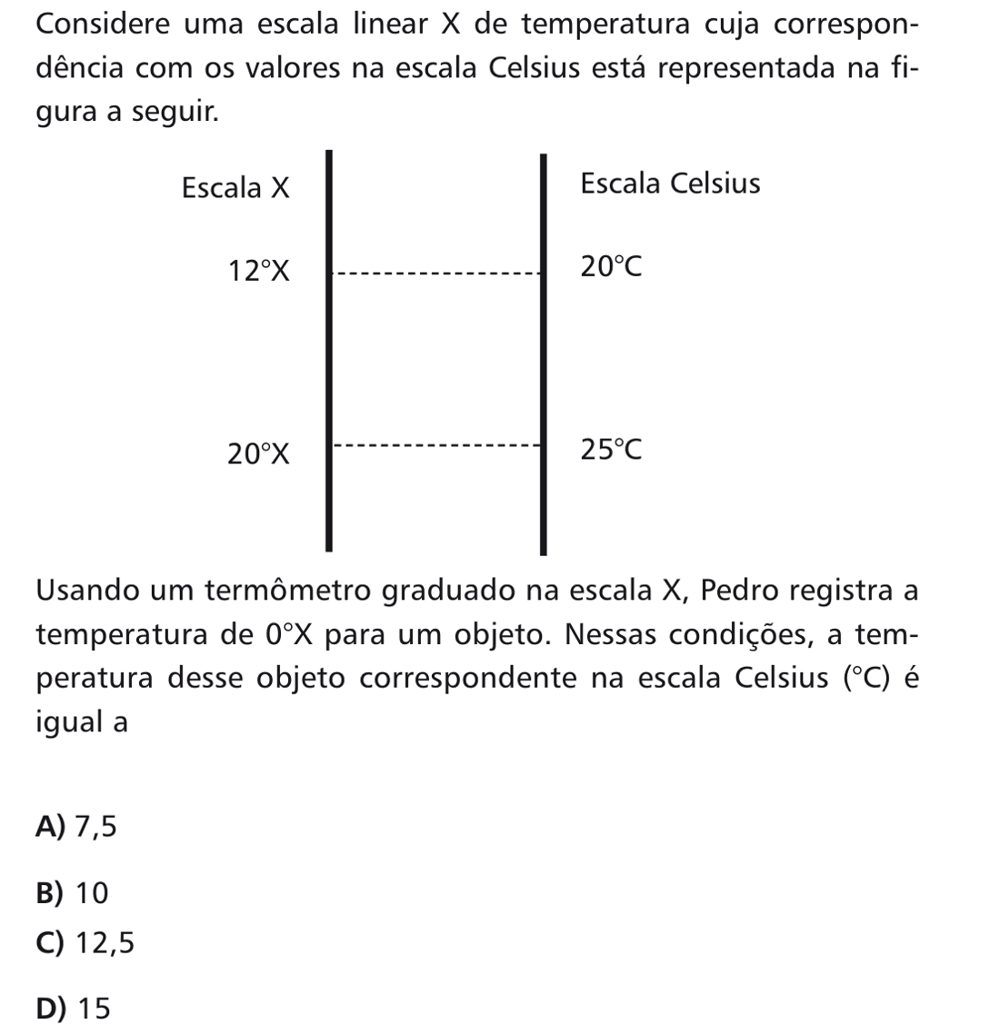 Considere uma escala linear X de temperatura cuja correspon-
dência com os valores na escala Celsius está representada na fi-
gura a seguir.
Escala X
Escala Celsius
12°X
20°C
20°X
25°C
Usando um termômetro graduado na escala X, Pedro registra a
temperatura de 0°X para um objeto. Nessas condições, a tem-
peratura desse objeto correspondente na escala Celsius (°C) é
igual a
A) 7,5
B) 10
C) 12,5
D) 15